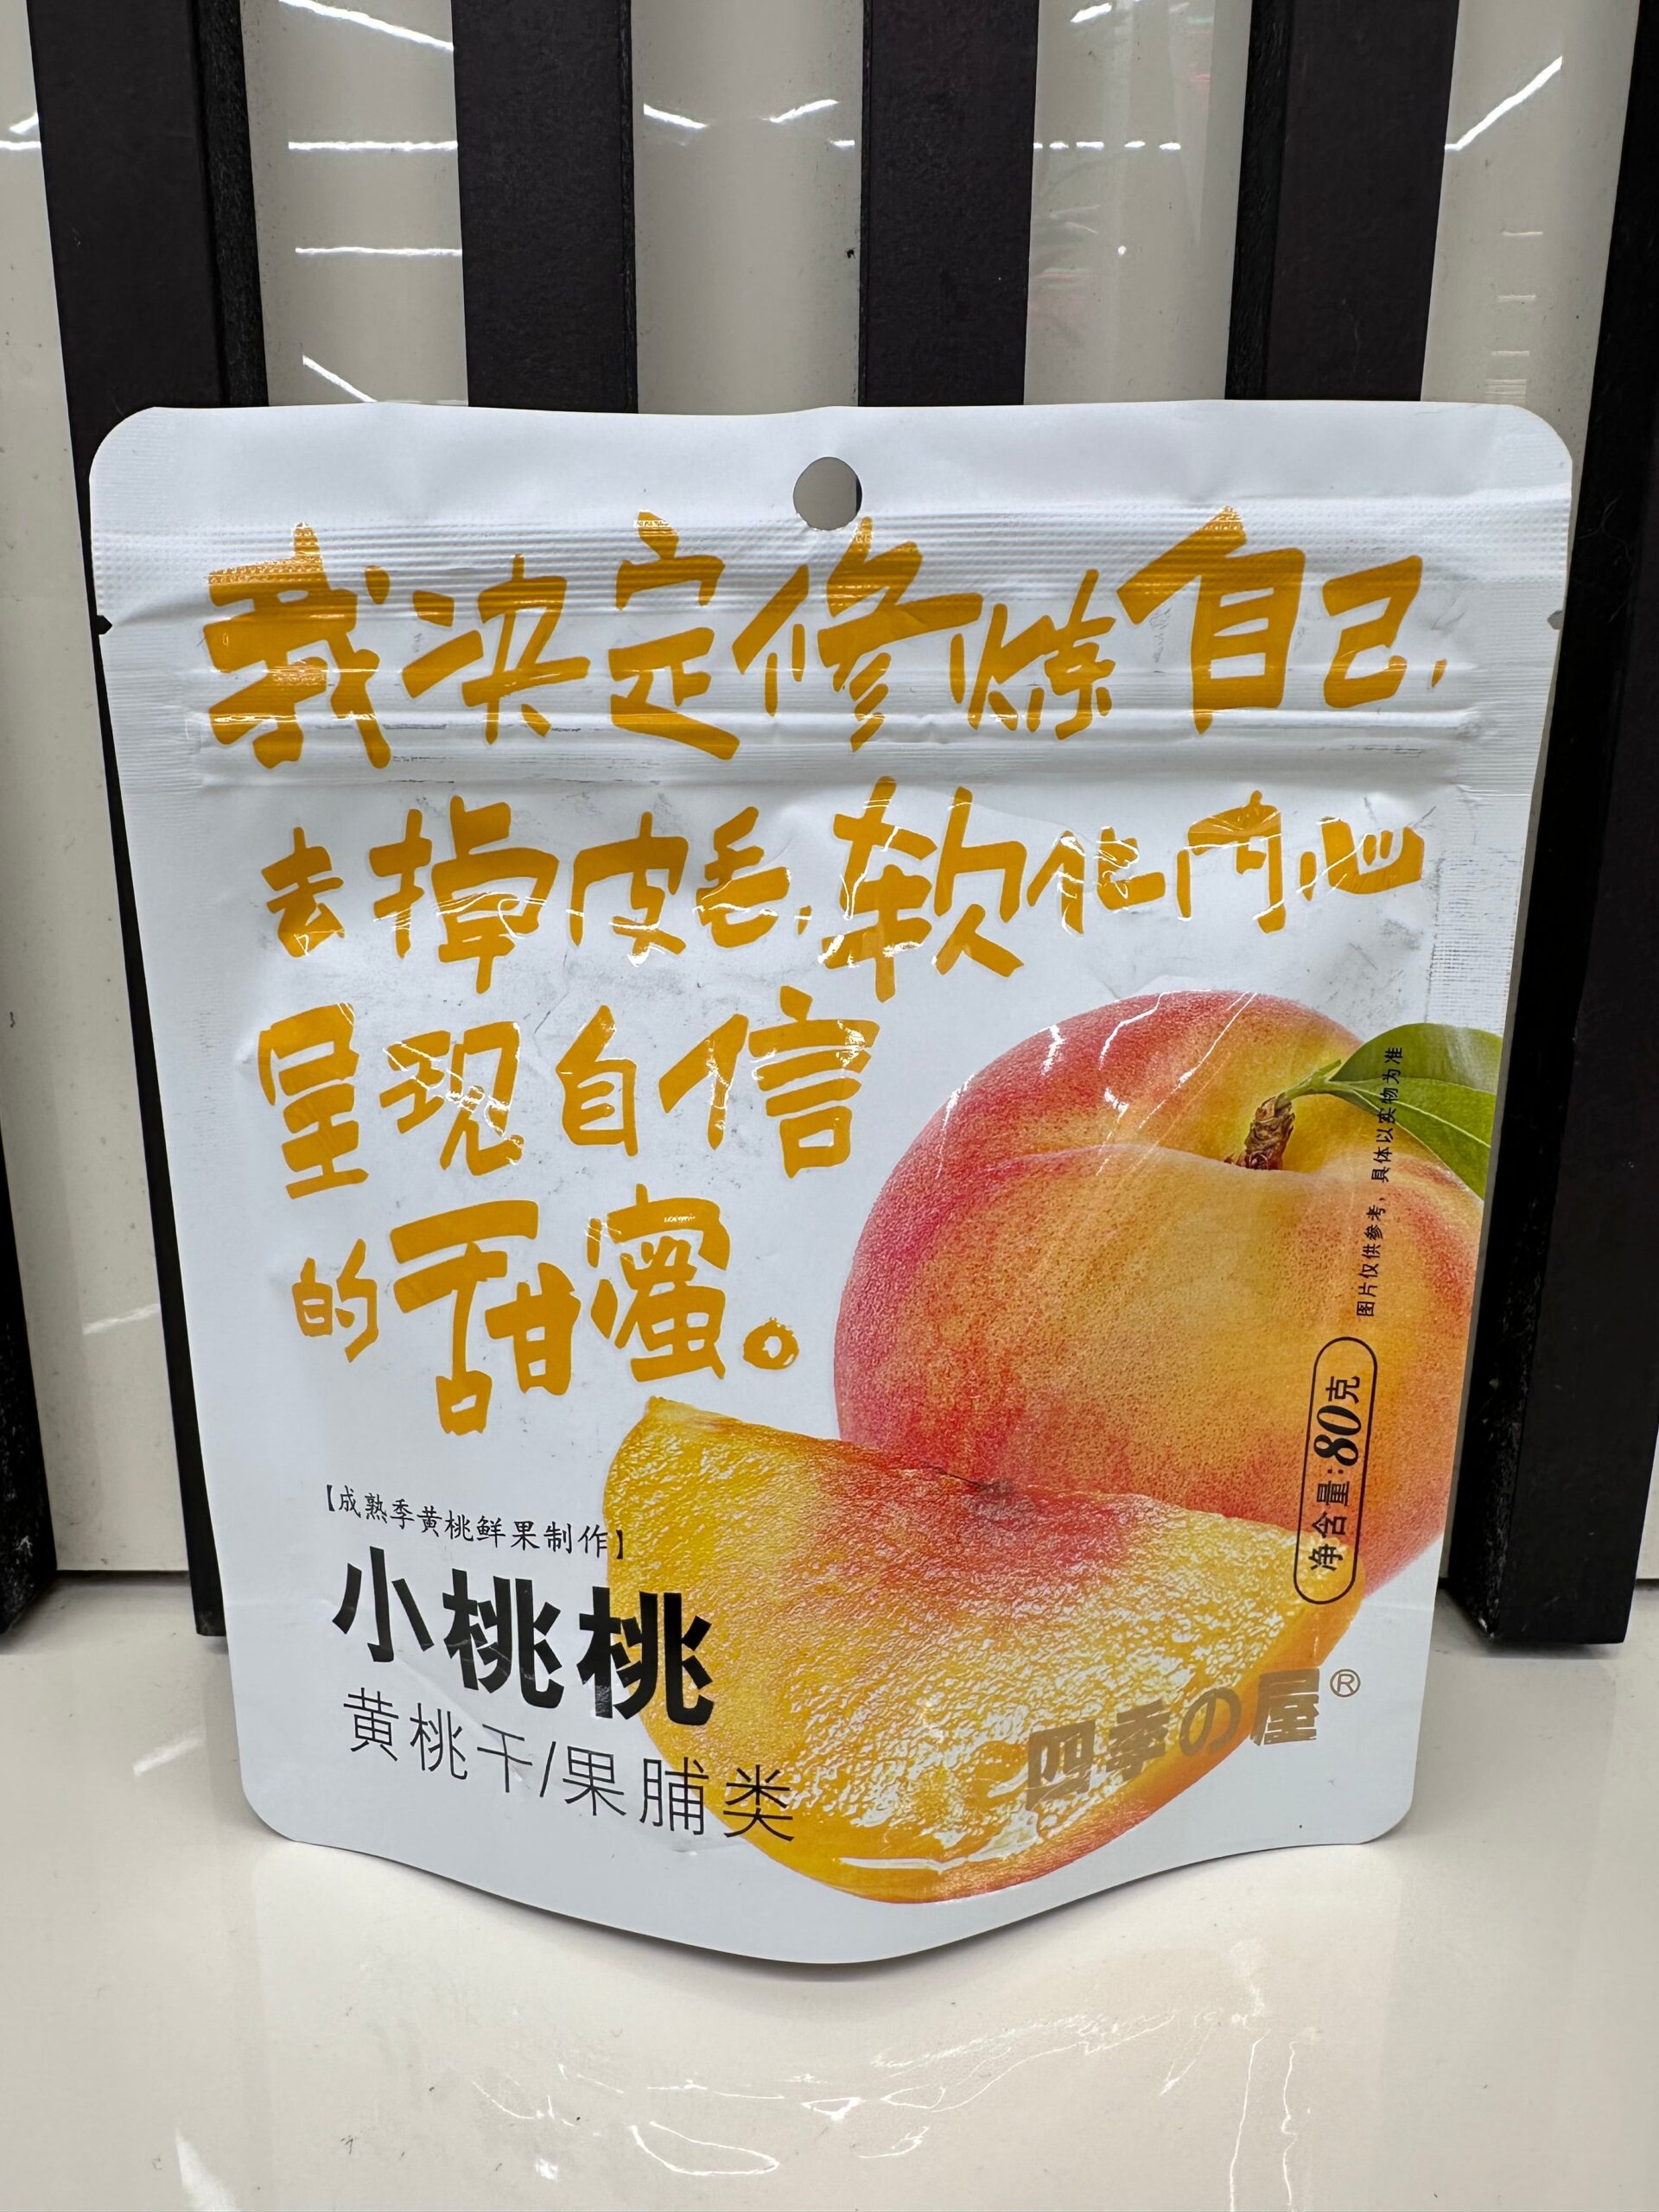 我决定修炼自己,
去掉皮毛,软化内心
呈现自信
的甜蜜。
图片仅供参考，具体以实物为准
净含量:80克
【成熟季黄桃鲜果制作】
小桃桃
黄桃干/果脯类
四季の屋®